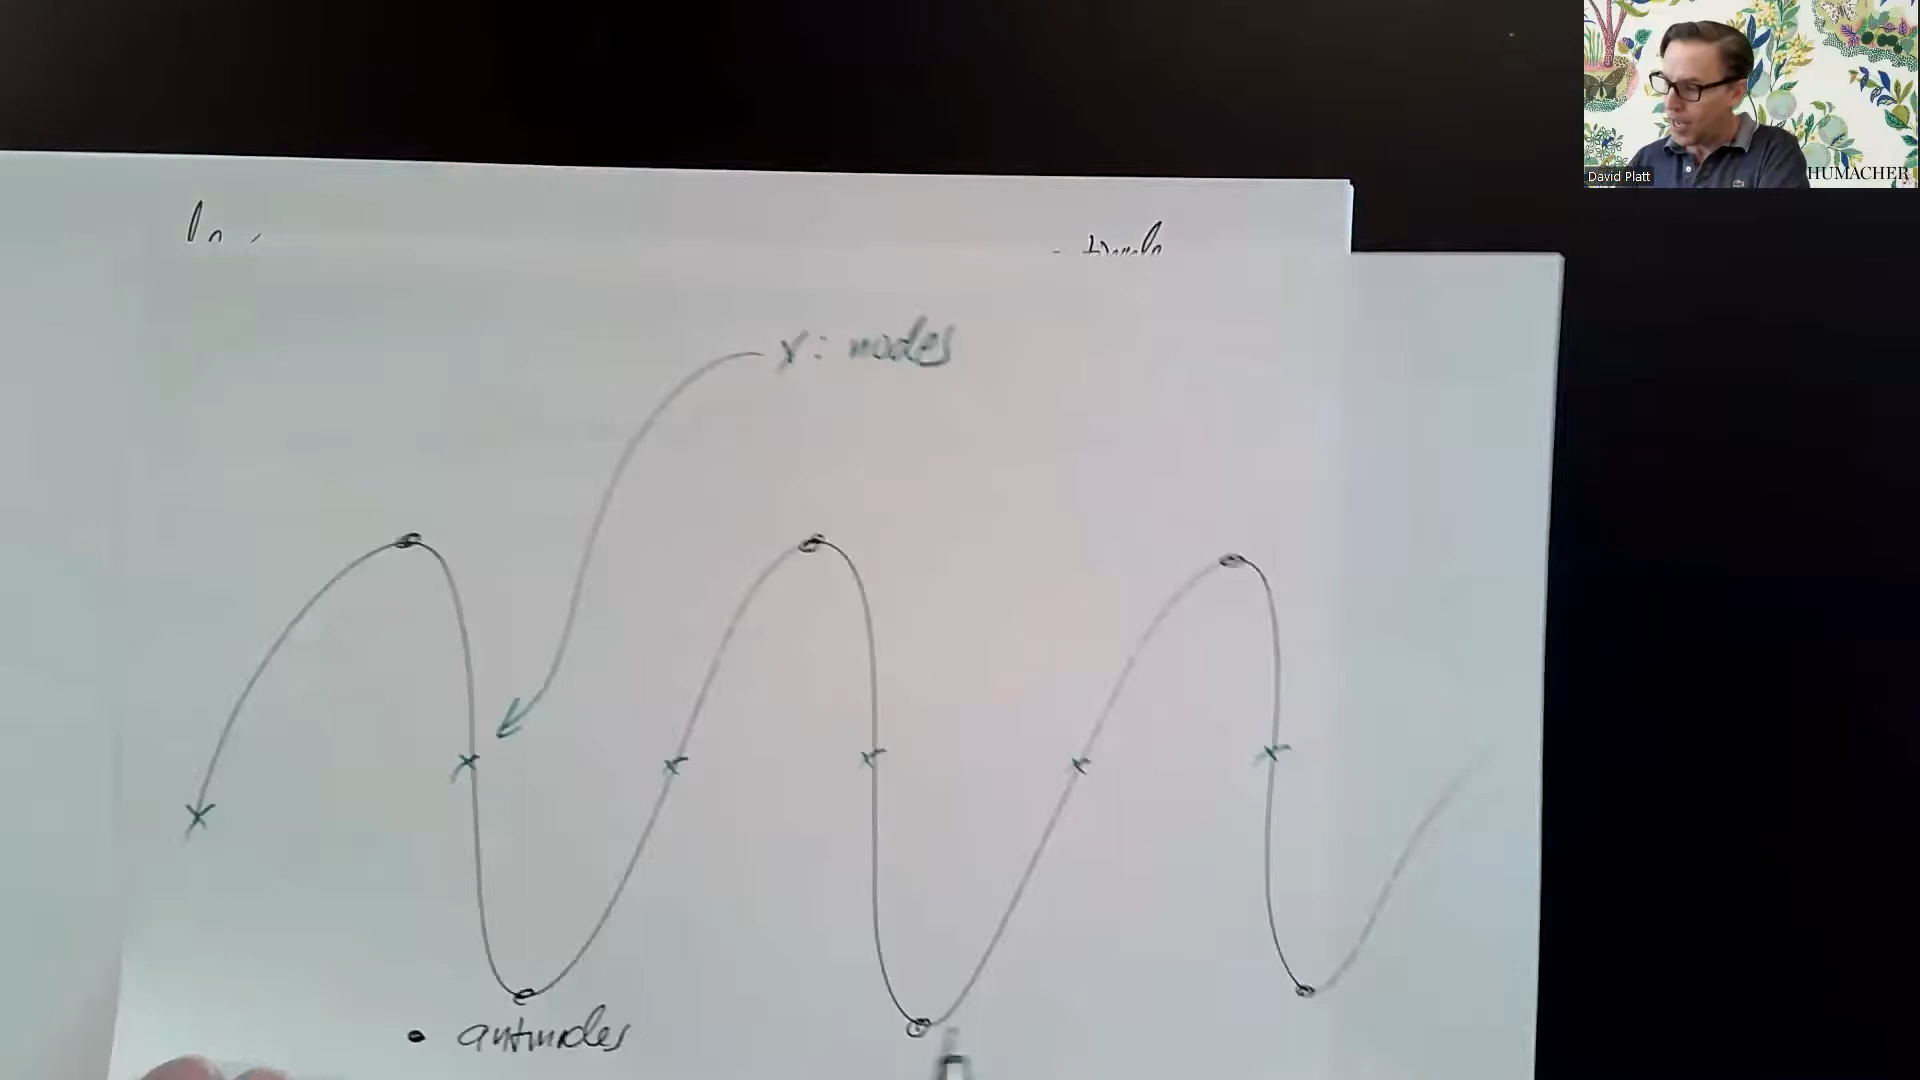 David Platt
HUMACHER
x: nodes
• antinodes